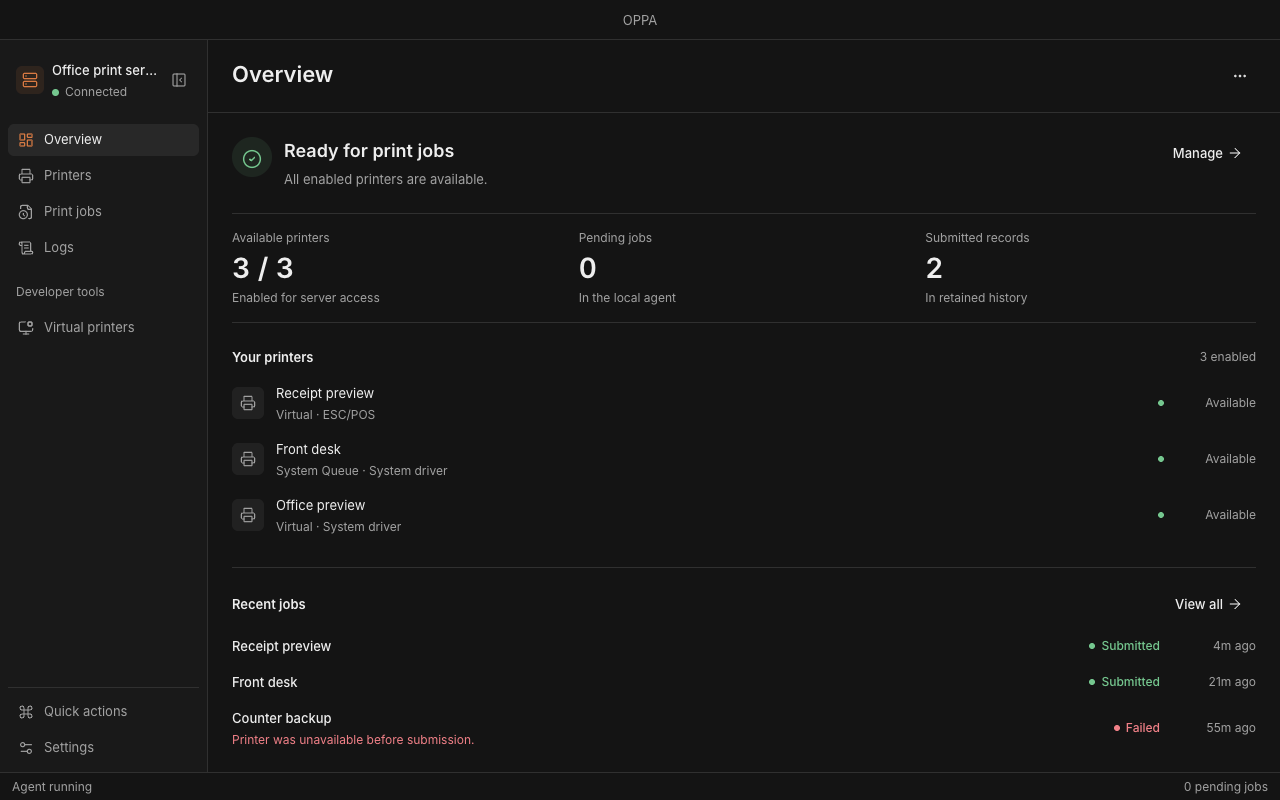 OPPA
Office print ser...
Connected
Overview
Printers
Print jobs
Logs
Developer tools
Virtual printers
Quick actions
Settings
Overview
Ready for print jobs
All enabled printers are available.
Manage
Available printers
3 / 3
Enabled for server access
Pending jobs
0
In the local agent
Submitted records
2
In retained history
Your printers
3 enabled
Receipt preview
Virtual · ESC/POS
Available
Front desk
System Queue · System driver
Available
Office preview
Virtual · System driver
Available
Recent jobs
View all
Receipt preview
Submitted
4m ago
Front desk
Submitted
21m ago
Counter backup
Printer was unavailable before submission.
Failed
55m ago
Agent running
0 pending jobs